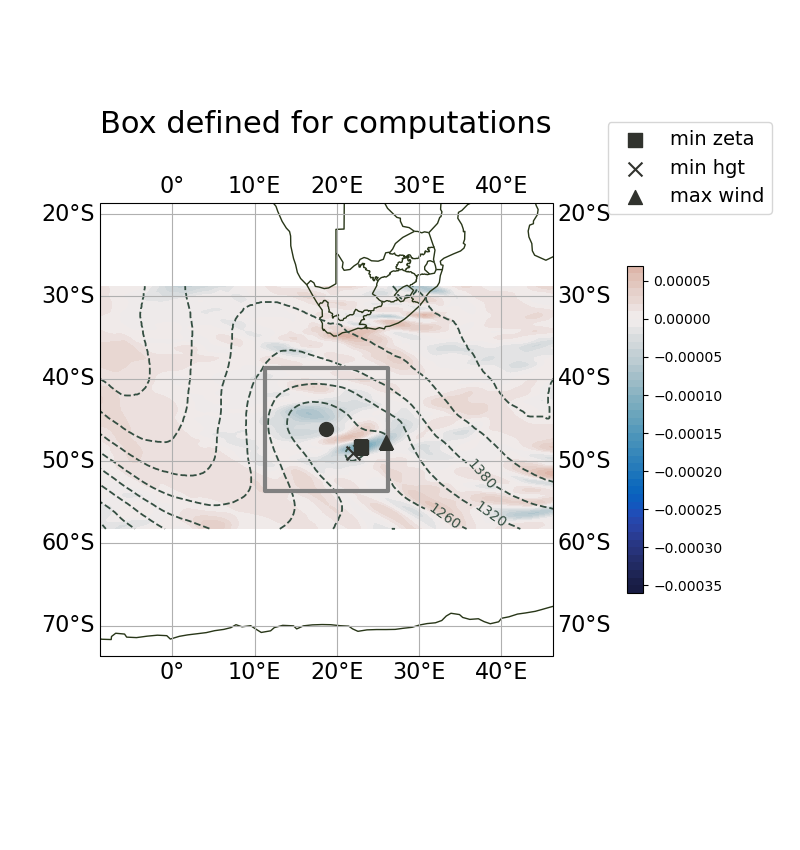 Box defined for computations
min zeta
min hgt
max wind
0° 10°E 20°E 30°E 40°E
20°S 20°S
30°S 30°S
40°S 40°S
50°S 50°S
60°S 60°S
70°S 70°S
1380
1320
1260
0° 10°E 20°E 30°E 40°E
0.00005
0.00000
−0.00005
−0.00010
−0.00015
−0.00020
−0.00025
−0.00030
−0.00035